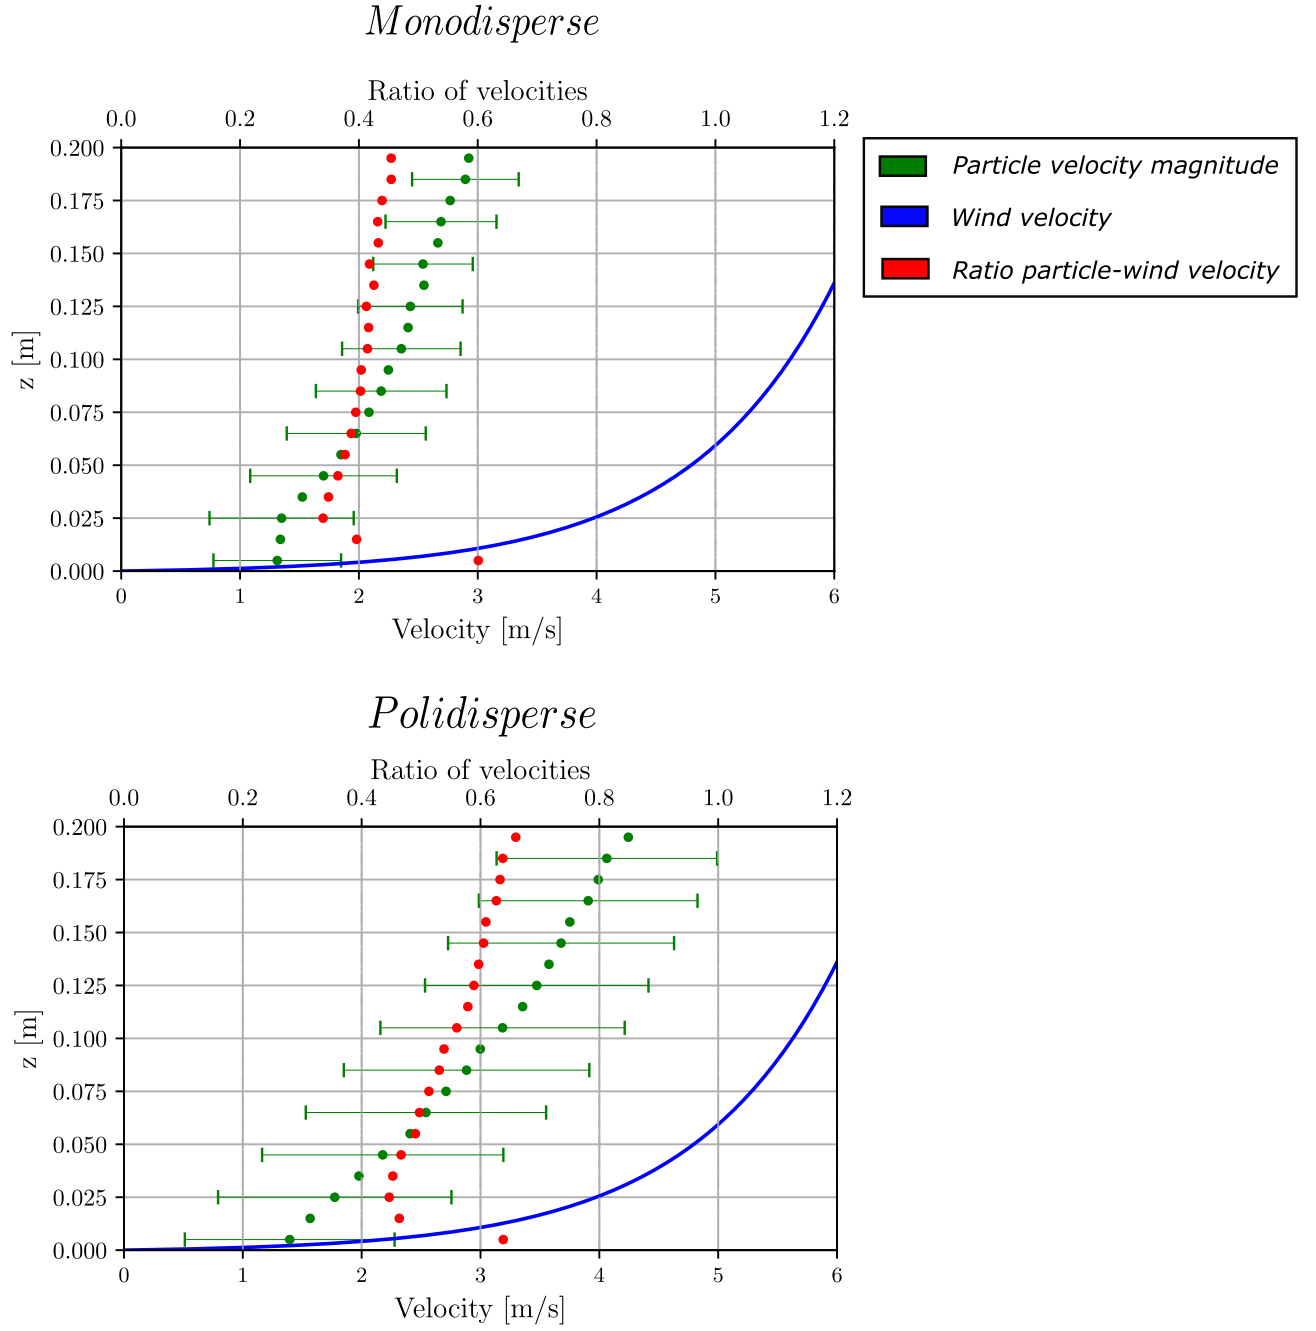 Monodisperse
Ratio of velocities
0.0 0.2 0.4 0.6 0.8 1.0 1.2
0.200
0.175
0.150
0.125
0.100
0.075
0.050
0.025
0.000
z [m]
0 1 2 3 4 5 6
Velocity [m/s]
Particle velocity magnitude
Wind velocity
Ratio particle-wind velocity
Polidisperse
Ratio of velocities
0.0 0.2 0.4 0.6 0.8 1.0 1.2
0.200
0.175
0.150
0.125
0.100
0.075
0.050
0.025
0.000
z [m]
0 1 2 3 4 5 6
Velocity [m/s]